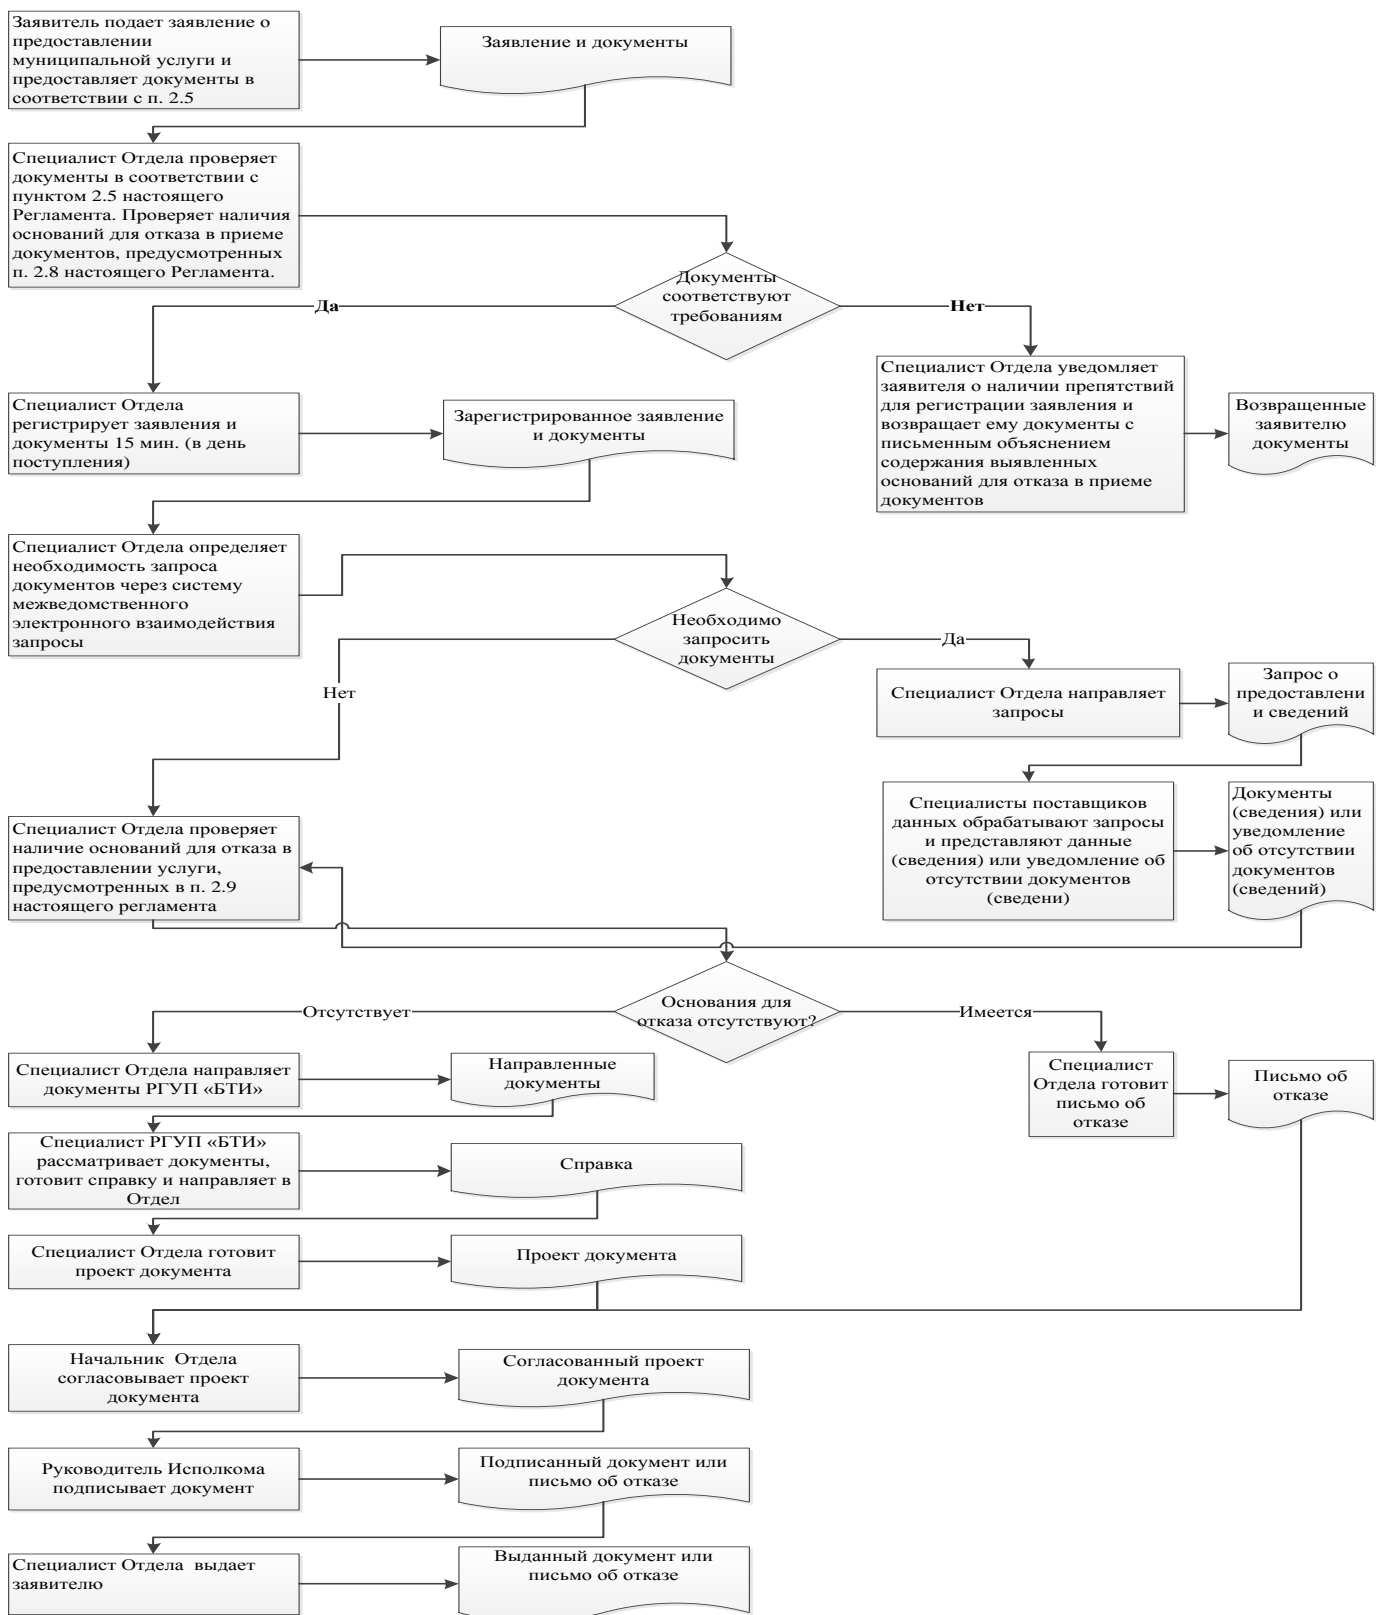 Заявитель подает заявление о
предоставлении
муниципальной услуги и
предоставляет документы в
соответствии с п. 2.5
Заявление и документы
Специалист Отдела проверяет
документы в соответствии с
пунктом 2.5 настоящего
Регламента. Проверяет наличия
оснований для отказа в приеме
документов, предусмотренных
п. 2.8 настоящего Регламента.
Документы
соответствуют
требованиям
Да
Нет
Специалист Отдела
регистрирует заявления и
документы 15 мин. (в день
поступления)
Зарегистрированное заявление
и документы
Специалист Отдела уведомляет
заявителя о наличии препятствий
для регистрации заявления и
возвращает ему документы с
письменным объяснением
содержания выявленных
оснований для отказа в приеме
документов
Возвращенные
заявителю
документы
Специалист Отдела определяет
необходимость запроса
документов через систему
межведомственного
электронного взаимодействия
запросы
Необходимо
запросить
документы
Да
Нет
Специалист Отдела направляет
запросы
Запрос о
предоставлени
и сведений
Специалисты поставщиков
данных обрабатывают запросы
и представляют данные
(сведения) или уведомление об
отсутствии документов
(сведени)
Документы
(сведения) или
уведомление
об отсутствии
документов
(сведений)
Специалист Отдела проверяет
наличие оснований для отказа в
предоставлении услуги,
предусмотренных в п. 2.9
настоящего регламента
Основания для
отказа отсутствуют?
Отсутствует
Имеется
Специалист Отдела направляет
документы РГУП «БТИ»
Направленные
документы
Специалист
Отдела готовит
письмо об
отказе
Письмо об
отказе
Специалист РГУП «БТИ»
рассматривает документы,
готовит справку и направляет в
Отдел
Справка
Специалист Отдела готовит
проект документа
Проект документа
Начальник  Отдела
согласовывает проект
документа
Согласованный проект
документа
Руководитель Исполкома
подписывает документ
Подписанный документ или
письмо об отказе
Специалист Отдела  выдает
заявителю
Выданный документ или
письмо об отказе